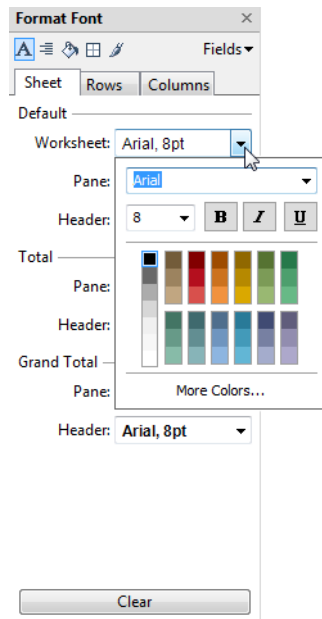 Format Font
A Fields
Sheet Rows Columns
Default
Worksheet: Arial, 8pt
Pane: Arial
Header: 8 B I U
Total
Pane:
Header:
Grand Total
Pane: More Colors...
Header: Arial, 8pt
Clear